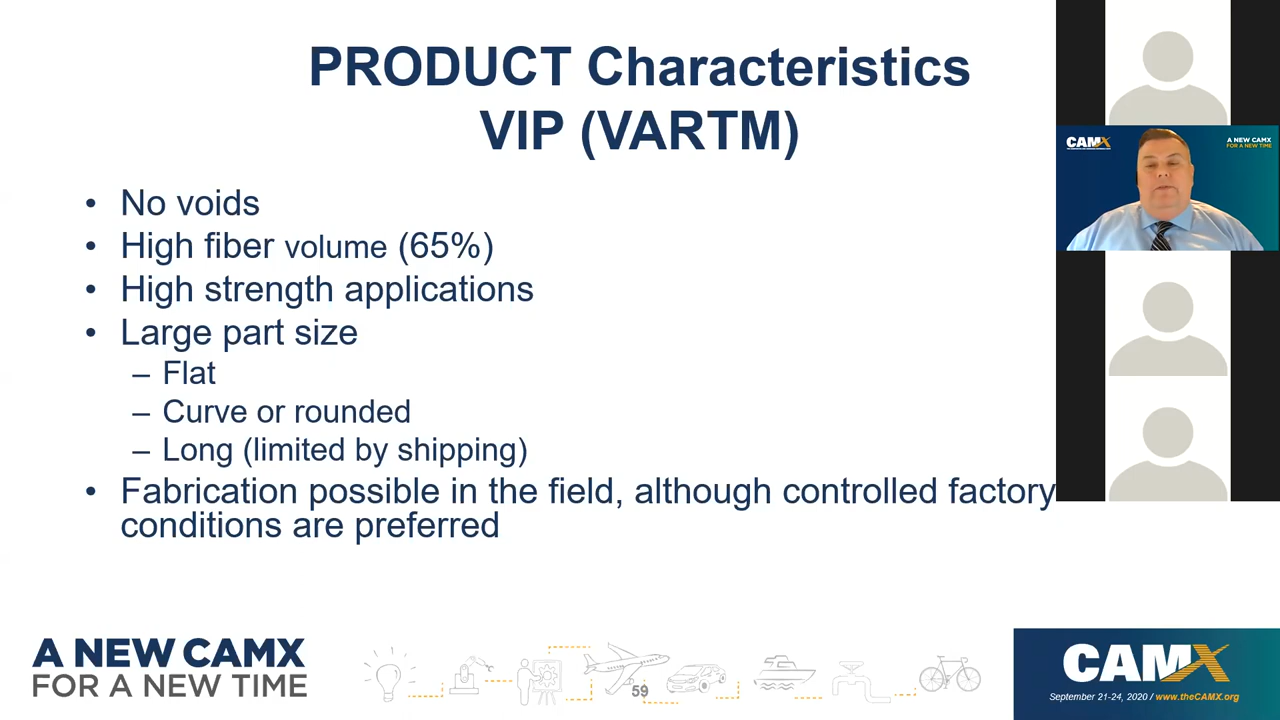 PRODUCT Characteristics
VIP (VARTM)
• No voids
• High fiber volume (65%)
• High strength applications
• Large part size
– Flat
– Curve or rounded
– Long (limited by shipping)
• Fabrication possible in the field, although controlled factory
conditions are preferred
CAMX
A NEW CAMX
FOR A NEW TIME
A NEW CAMX
FOR A NEW TIME
59
CAMX
September 21-24, 2020 / www.theCAMX.org